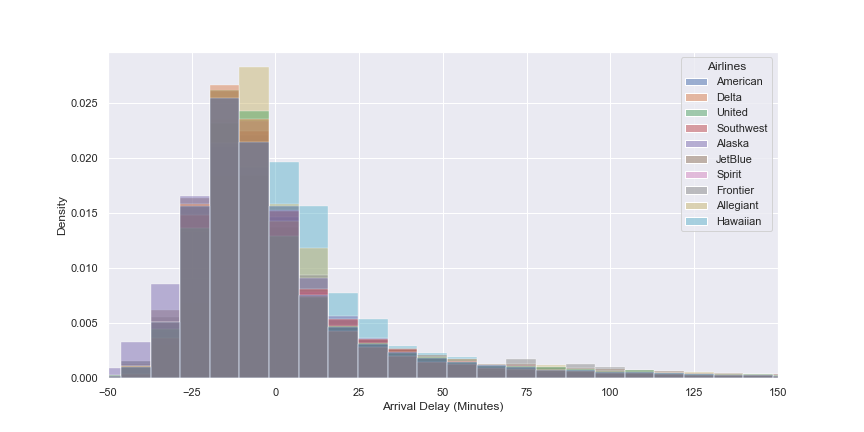 Airlines
American
Delta
United
Southwest
Alaska
JetBlue
Spirit
Frontier
Allegiant
Hawaiian
0.025
0.020
0.015
0.010
0.005
0.000
Density
−50
−25
0
25
50
75
100
125
150
Arrival Delay (Minutes)